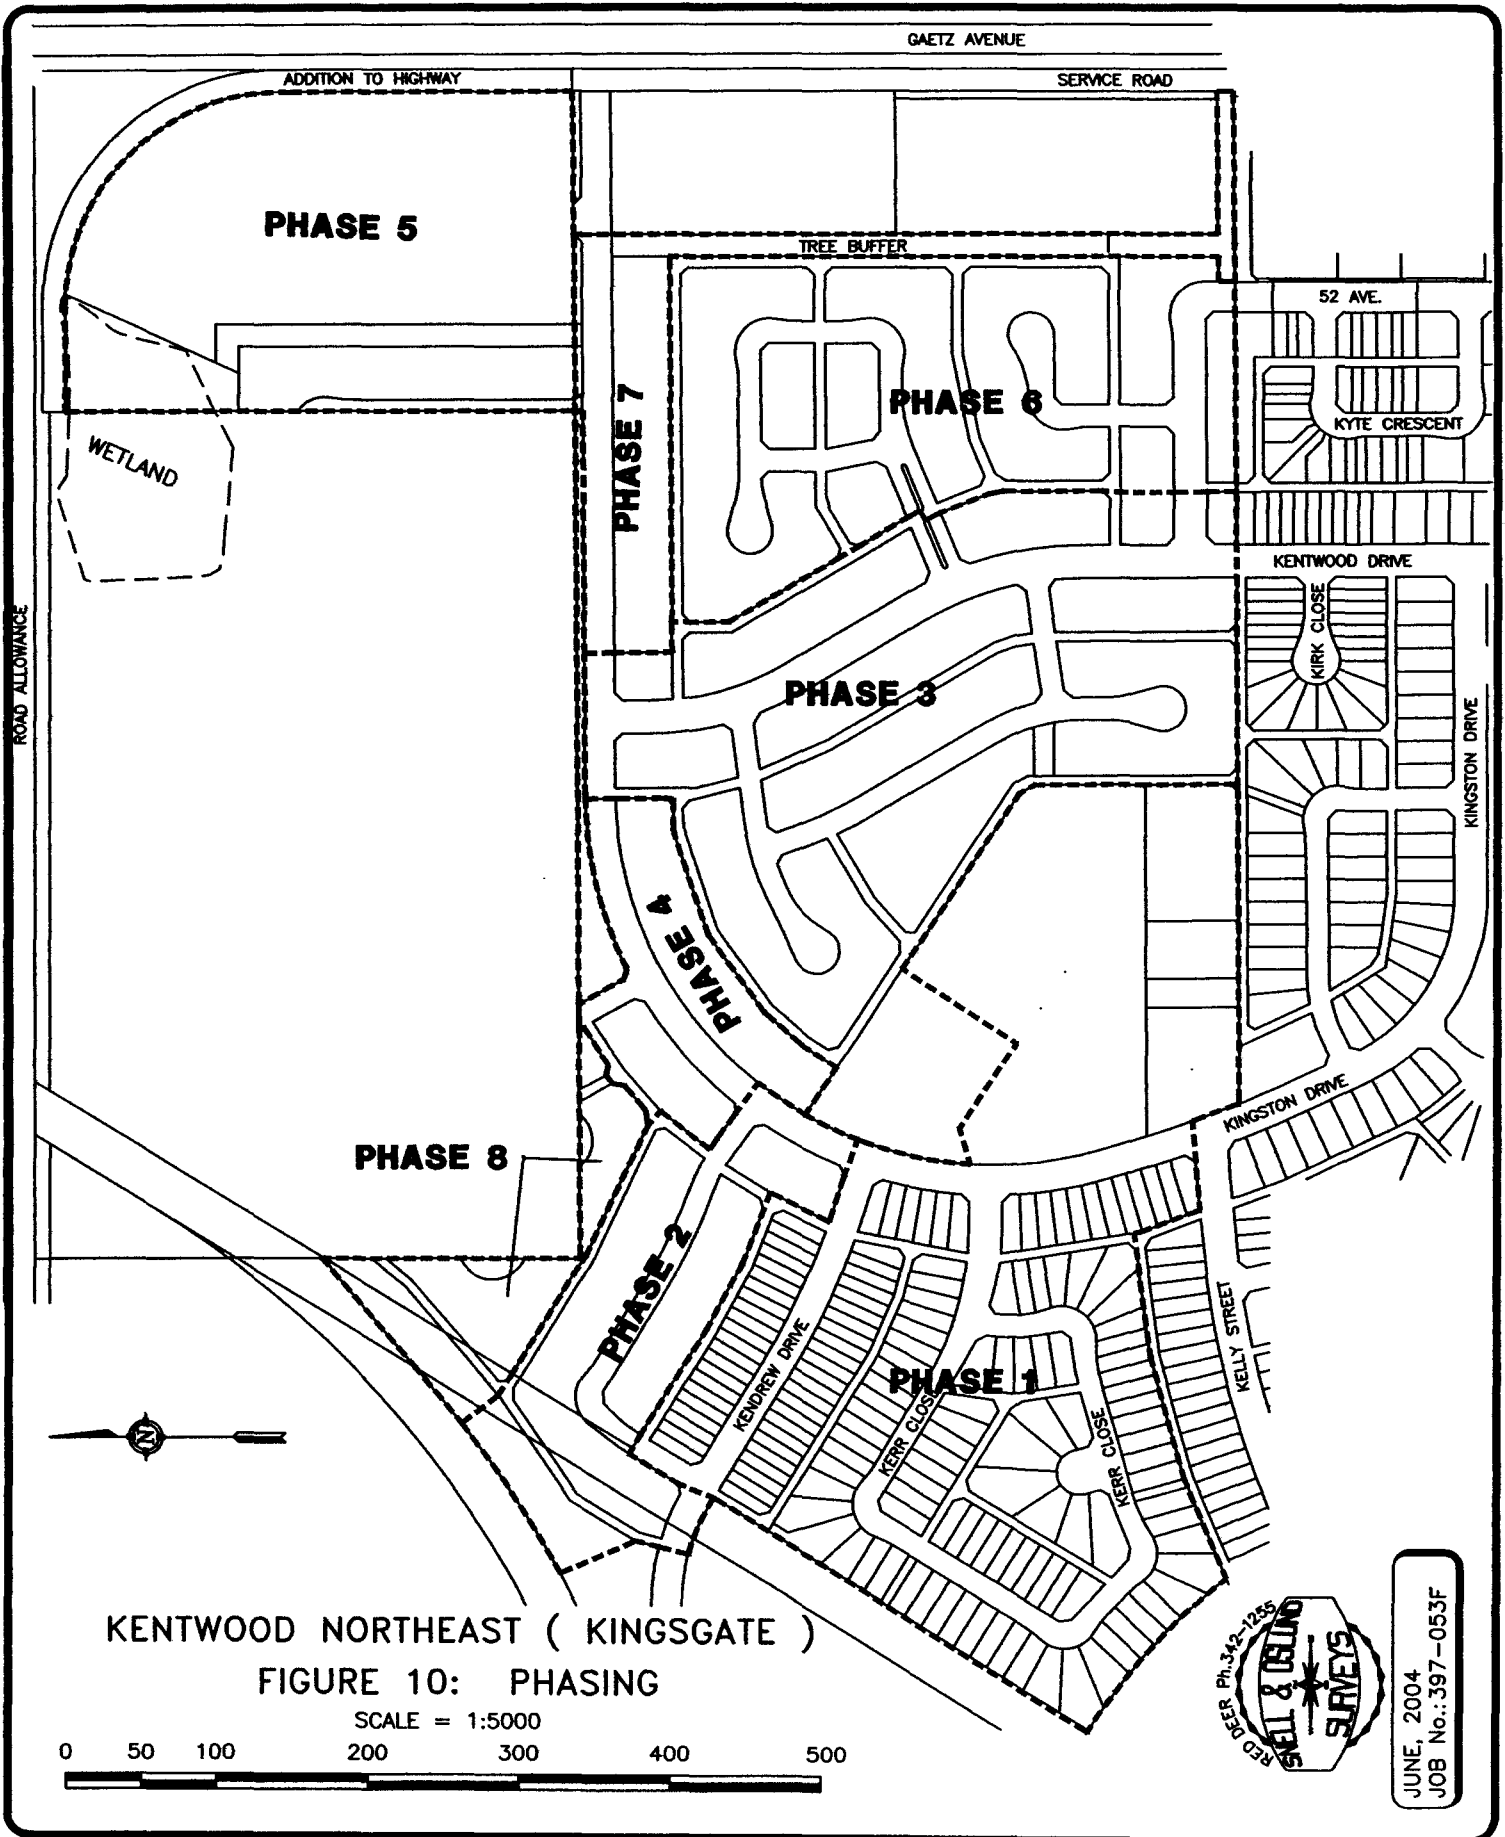 GAETZ AVENUE
ADDITION TO HIGHWAY
SERVICE ROAD
PHASE 5
TREE BUFFER
52 AVE.
PHASE 7
PHASE 6
KYTE CRESCENT
WETLAND
KENTWOOD DRIVE
KIRK CLOSE
ROAD ALLOWANCE
PHASE 3
KINGSTON DRIVE
PHASE 4
KINGSTON DRIVE
PHASE 8
PHASE 2
KENDREW DRIVE
PHASE 1
KELLY STREET
KERR CLOSE
KERR CLOSE
N
KENTWOOD NORTHEAST ( KINGSGATE )
FIGURE 10: PHASING
SCALE = 1:5000
0 50 100 200 300 400 500
RED DEER Ph.342-1255
SNELL & OSLUND
SURVEYS
JUNE, 2004
JOB No.:397-053F